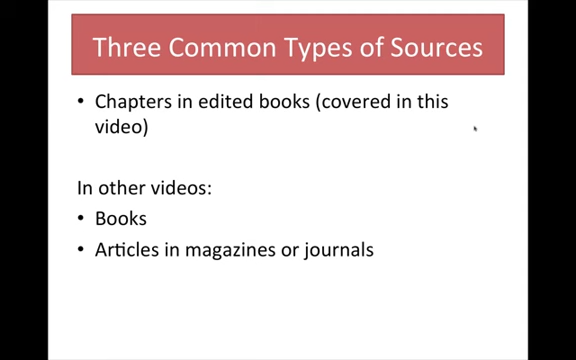 Three Common Types of Sources
• Chapters in edited books (covered in this
video)
In other videos:
• Books
• Articles in magazines or journals